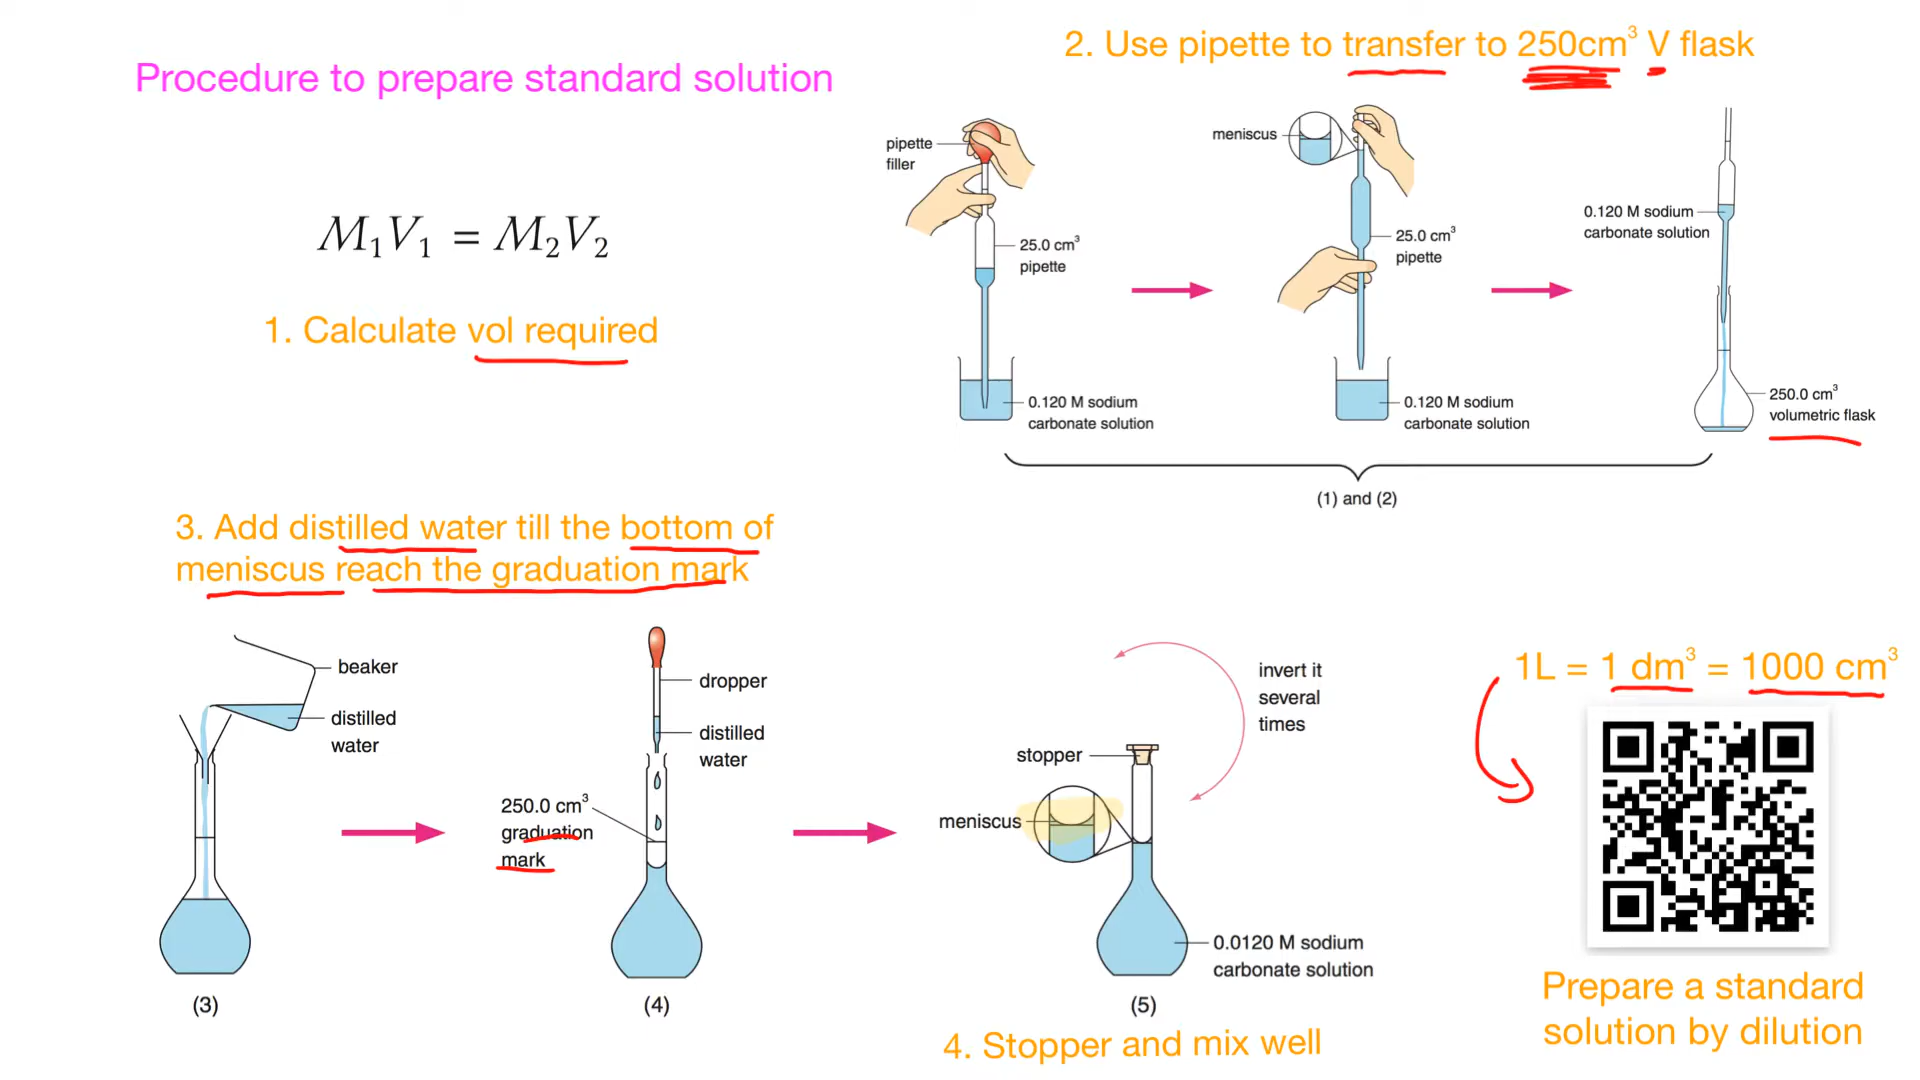 Procedure to prepare standard solution
M₁V₁ = M₂V₂
1. Calculate vol required
2. Use pipette to transfer to 250cm³ V flask
pipette
filler
25.0 cm³
pipette
0.120 M sodium
carbonate solution
meniscus
25.0 cm³
pipette
0.120 M sodium
carbonate solution
0.120 M sodium
carbonate solution
250.0 cm³
volumetric flask
(1) and (2)
3. Add distilled water till the bottom of
meniscus reach the graduation mark
beaker
distilled
water
(3)
dropper
distilled
water
250.0 cm³
graduation
mark
(4)
invert it
several
times
stopper
meniscus
0.0120 M sodium
carbonate solution
(5)
4. Stopper and mix well
1L = 1 dm³ = 1000 cm³
Prepare a standard
solution by dilution